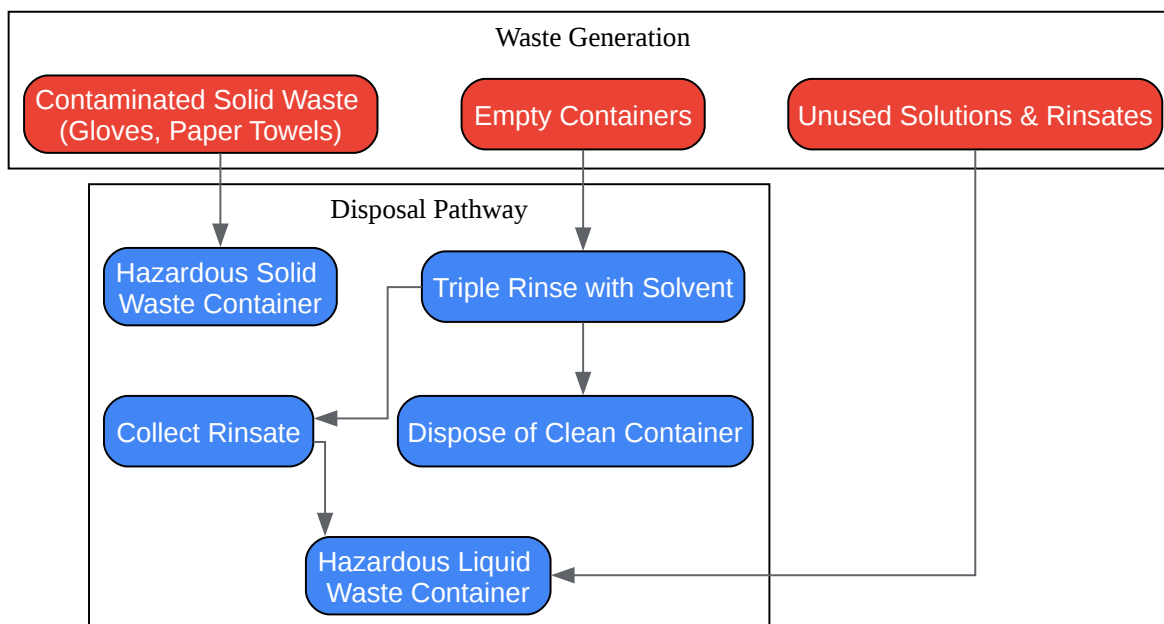 Waste Generation
Contaminated Solid Waste
(Gloves, Paper Towels)
Empty Containers
Unused Solutions & Rinsates
Disposal Pathway
Hazardous Solid
Waste Container
Triple Rinse with Solvent
Collect Rinsate
Dispose of Clean Container
Hazardous Liquid
Waste Container